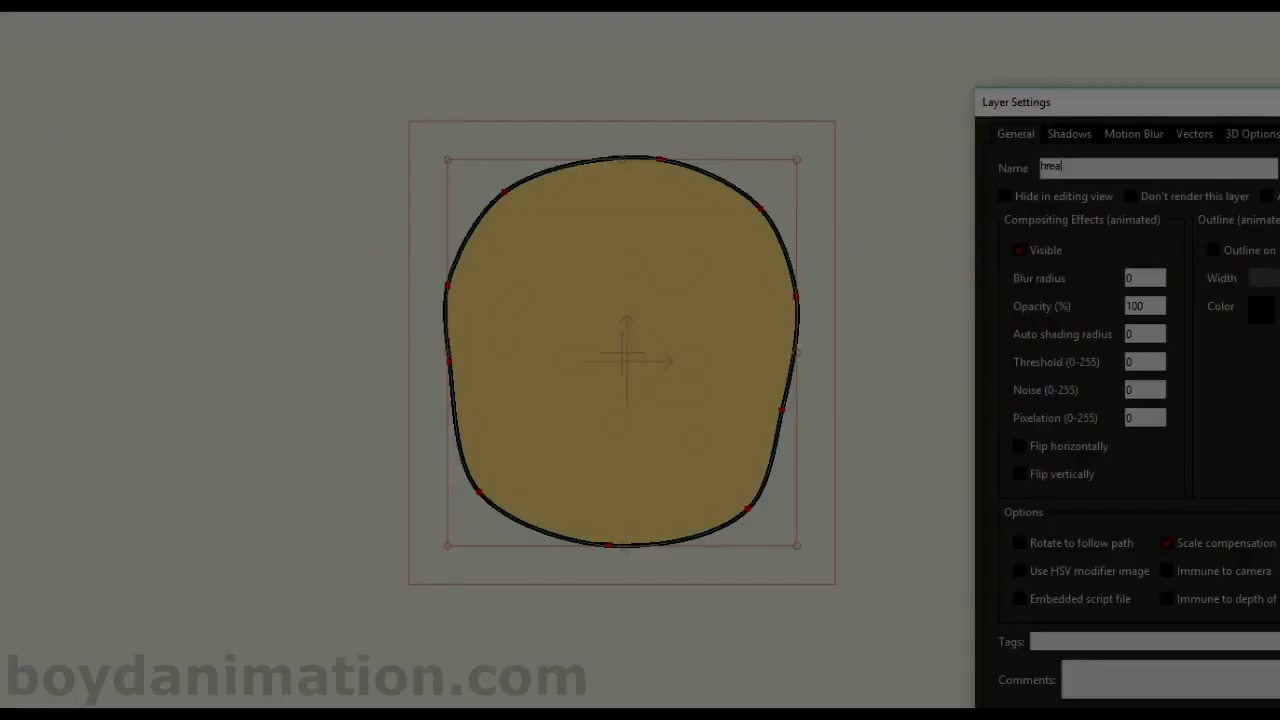 Layer Settings
General Shadows Motion Blur Vectors 3D Options
Name hrea
Hide in editing view Don't render this layer
Compositing Effects (animated) Outline (animate
Visible Outline on
Blur radius 0 Width
Opacity (%) 100 Color
Auto shading radius 0
Threshold (0-255) 0
Noise (0-255) 0
Pixelation (0-255) 0
Flip horizontally
Flip vertically
Options
Rotate to follow path Scale compensation
Use HSV modifier image Immune to camera
Embedded script file Immune to depth of
Tags:
Comments:
boydanimation.com